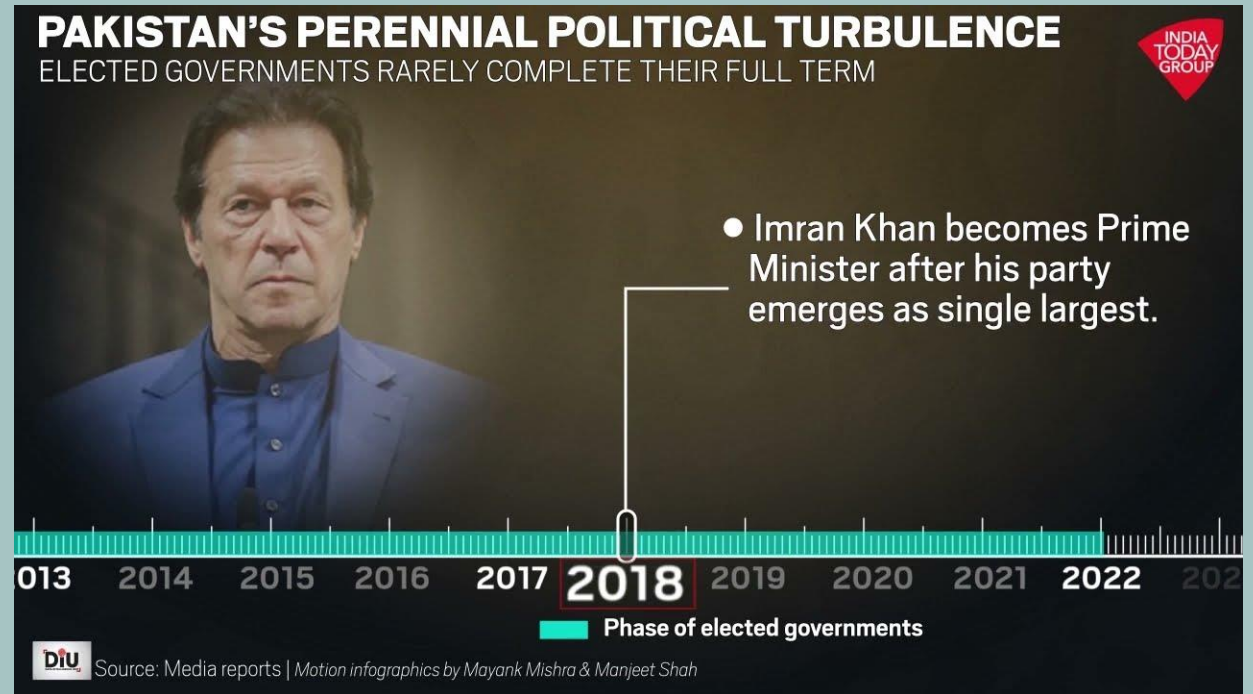 PAKISTAN'S PERENNIAL POLITICAL TURBULENCE
ELECTED GOVERNMENTS RARELY COMPLETE THEIR FULL TERM
INDIA
TODAY
GROUP
● Imran Khan becomes Prime
Minister after his party
emerges as single largest.
013 2014 2015 2016 2017 2018 2019 2020 2021 2022 202
Phase of elected governments
DiU Source: Media reports | Motion infographics by Mayank Mishra & Manjeet Shah